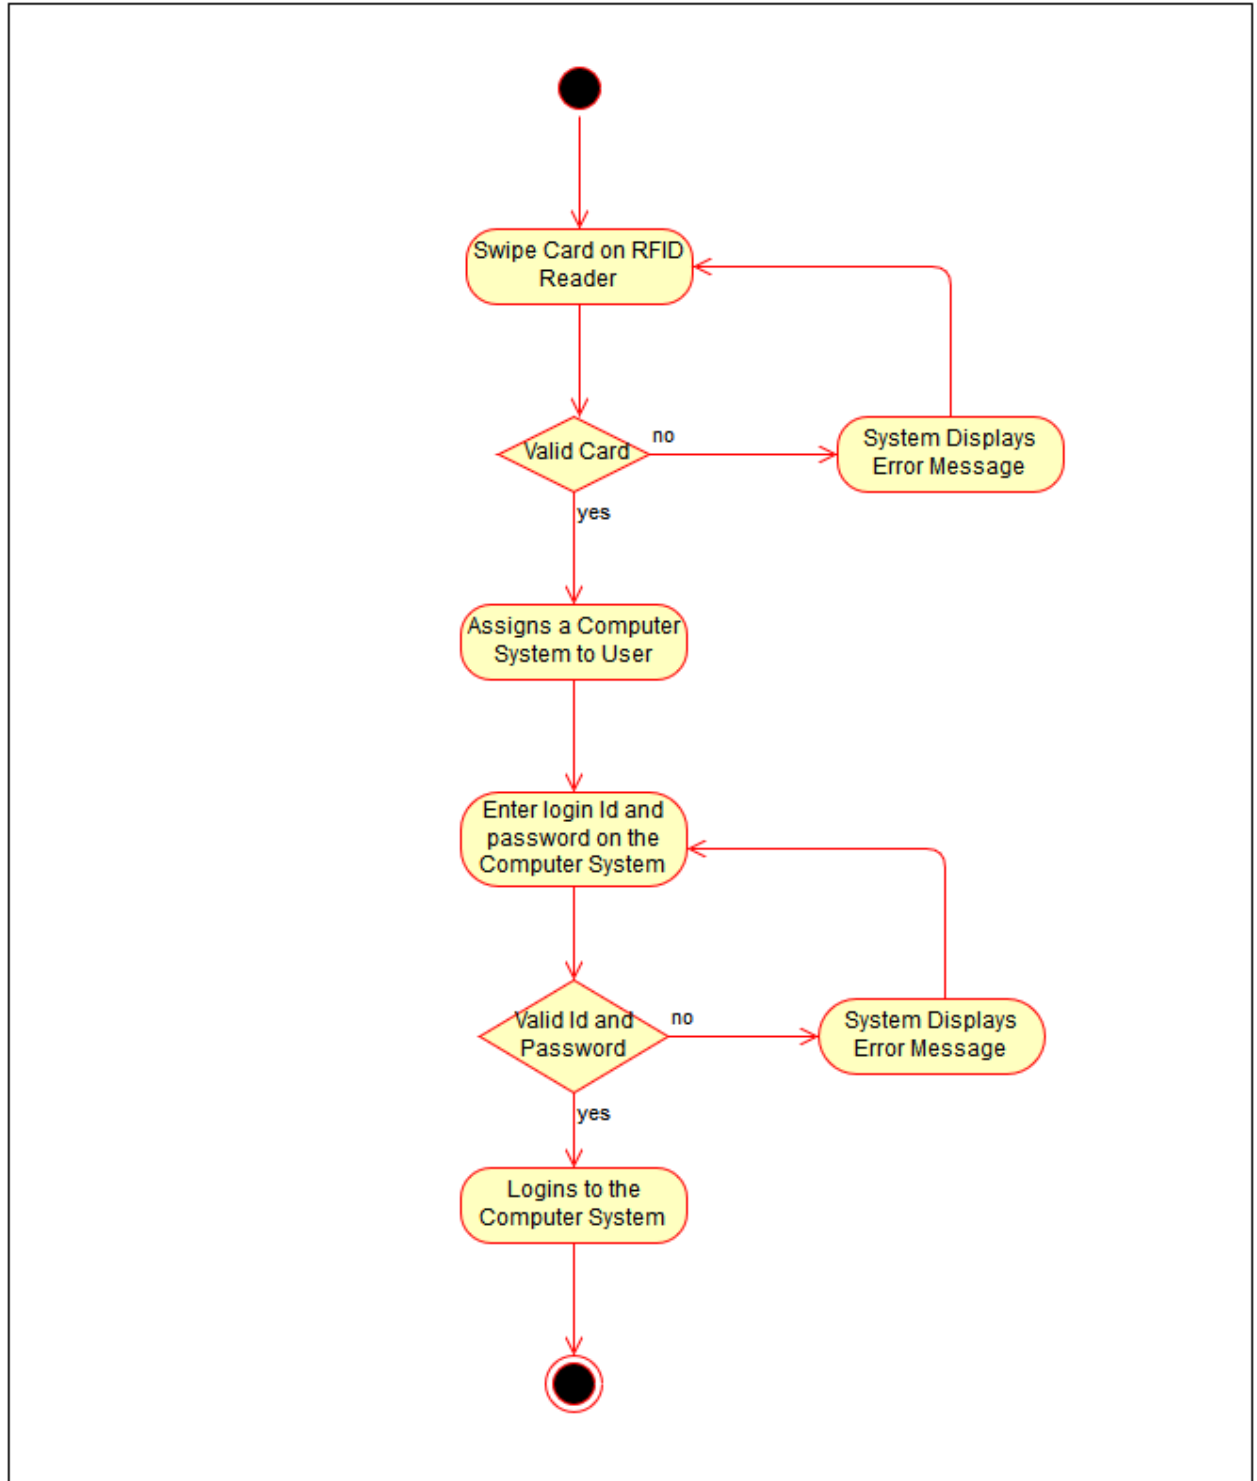 Swipe Card on RFID
Reader
Valid Card
no
System Displays
Error Message
yes
Assigns a Computer
System to User
Enter login Id and
password on the
Computer System
Valid Id and
Password
no
System Displays
Error Message
yes
Logins to the
Computer System